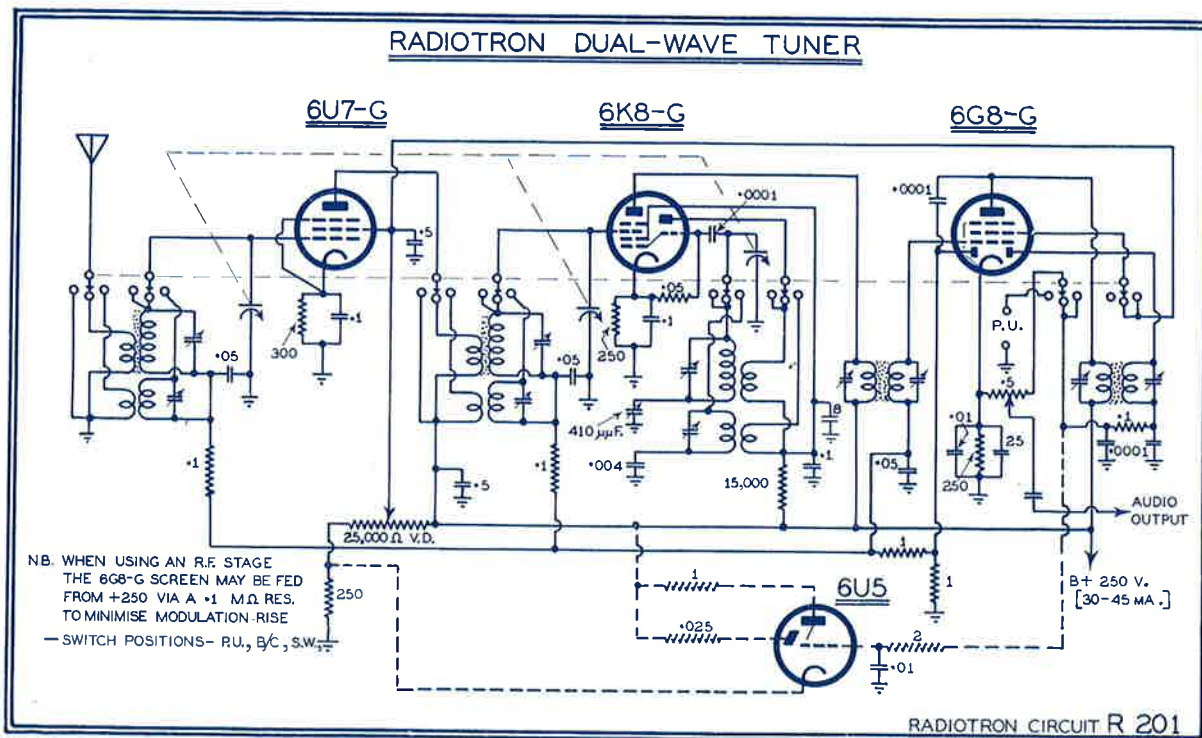 RADIOTRON DUAL-WAVE TUNER
6U7-G
6K8-G
6G8-G
·0001
·0001
·5
·05
300
·1
250
·1
·05
·05
P.U.
·5
410 µµF.
8
·01
25
·1
·0001
·1
·1
·004
·1
·05
250
·5
15,000
AUDIO
OUTPUT
25,000 Ω V.D.
1
1
B+ 250 V.
[30-45 MA.]
N.B. WHEN USING AN R.F. STAGE
THE 6G8-G SCREEN MAY BE FED
FROM +250 VIA A ·1 MΩ RES.
TO MINIMISE MODULATION RISE
— SWITCH POSITIONS - P.U., B/C, S.W.
250
1
6U5
·025
2
·01
RADIOTRON CIRCUIT R 201